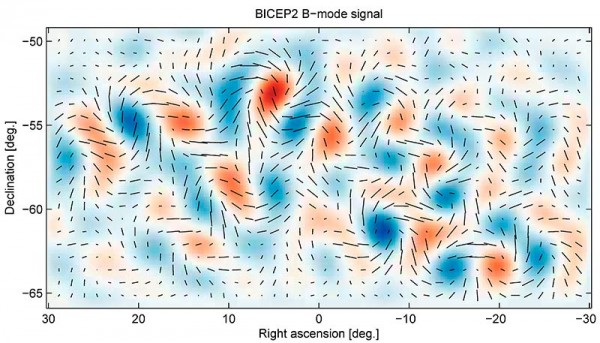 BICEP2 B−mode signal
−50
−55
−60
−65
Declination [deg.]
30 20 10 0 −10 −20 −30
Right ascension [deg.]